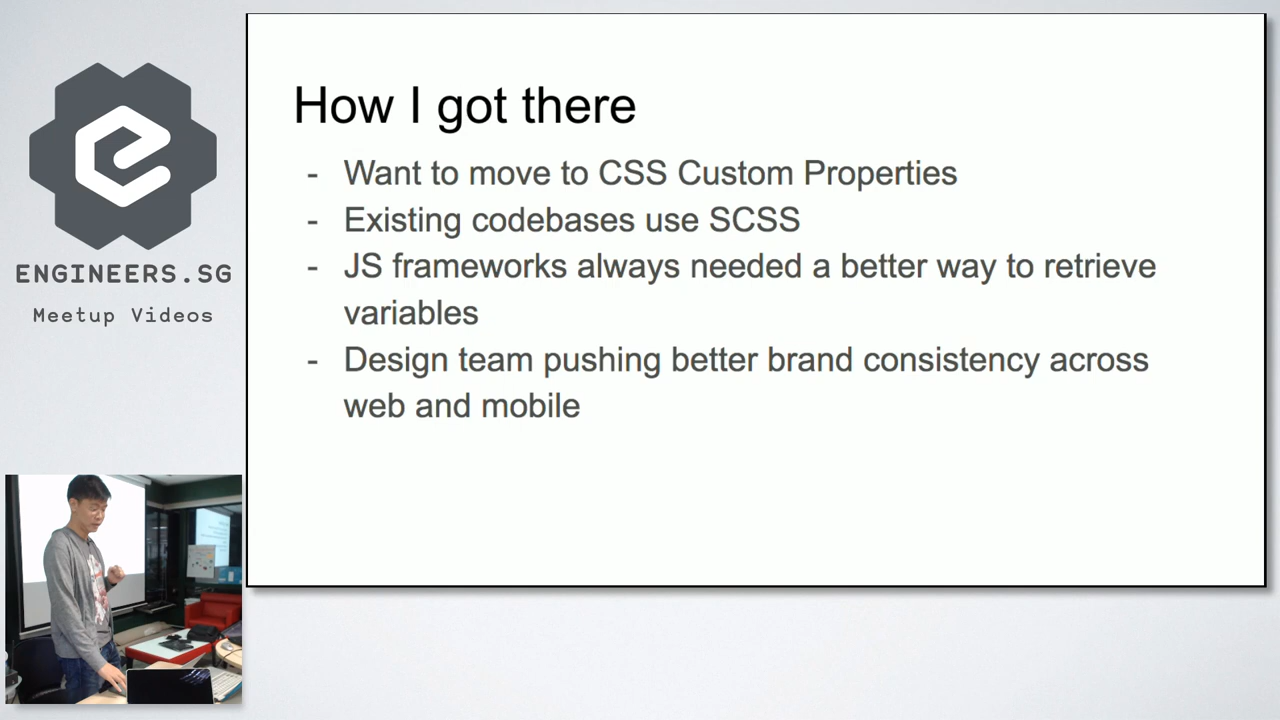 How I got there
- Want to move to CSS Custom Properties
- Existing codebases use SCSS
- JS frameworks always needed a better way to retrieve
variables
- Design team pushing better brand consistency across
web and mobile
ENGINEERS.SG
Meetup Videos